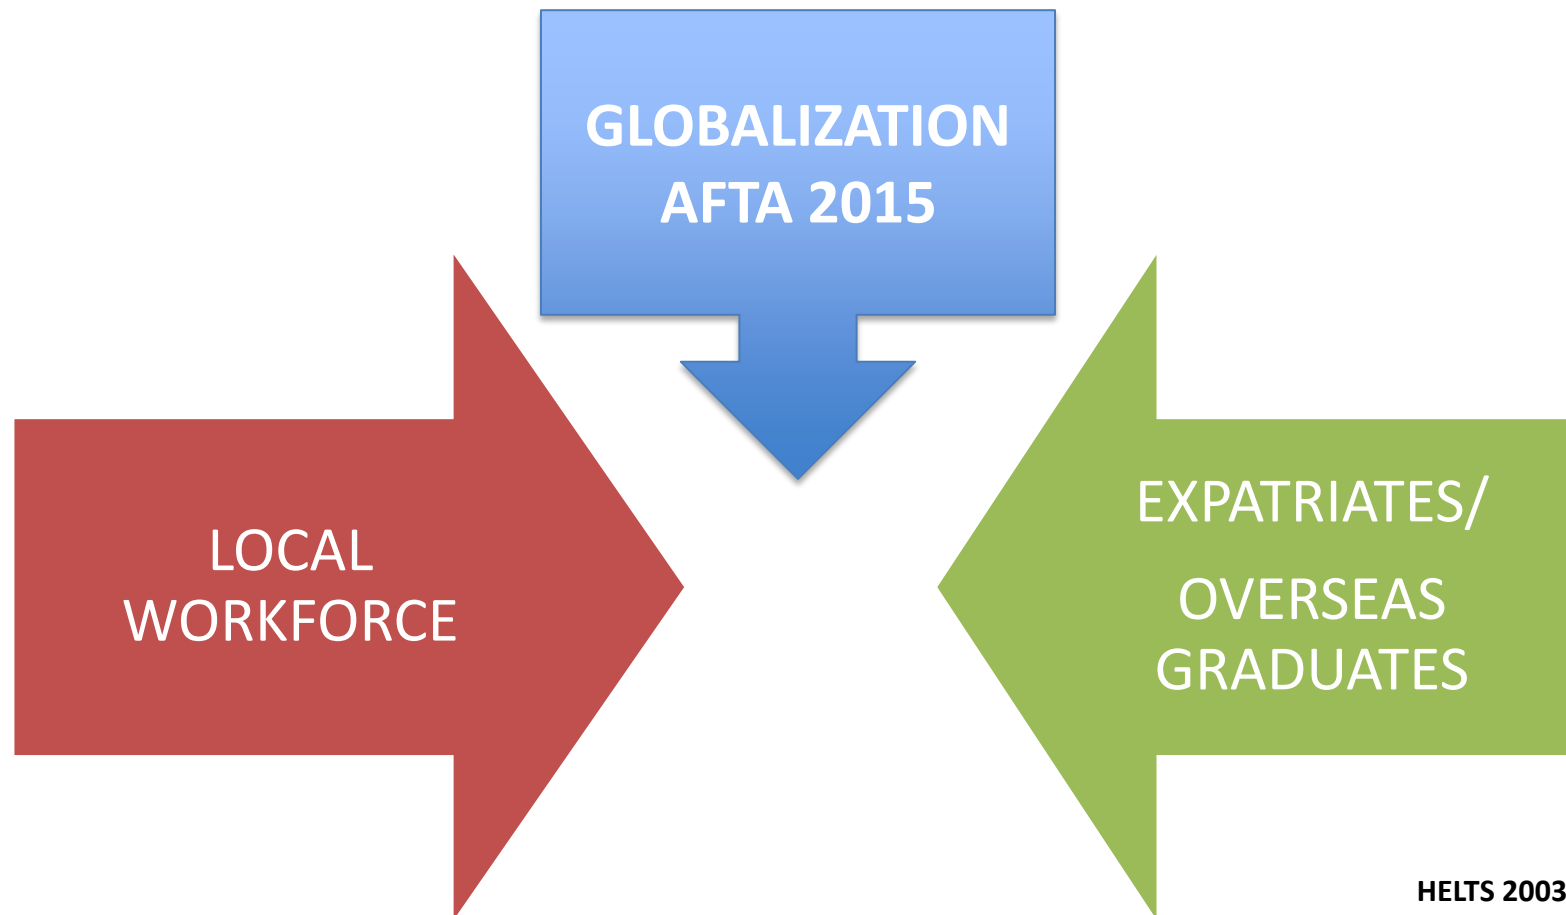 GLOBALIZATION
AFTA 2015
LOCAL
WORKFORCE
EXPATRIATES/
OVERSEAS
GRADUATES
HELTS 2003